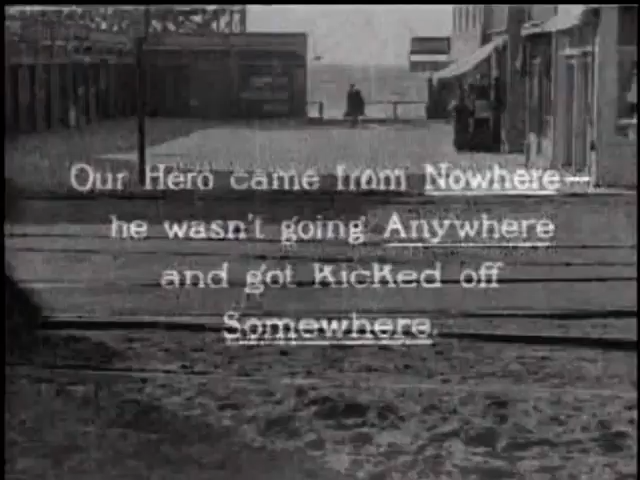 Our Hero came from Nowhere—
he wasn't going Anywhere
and got kicked off
Somewhere.